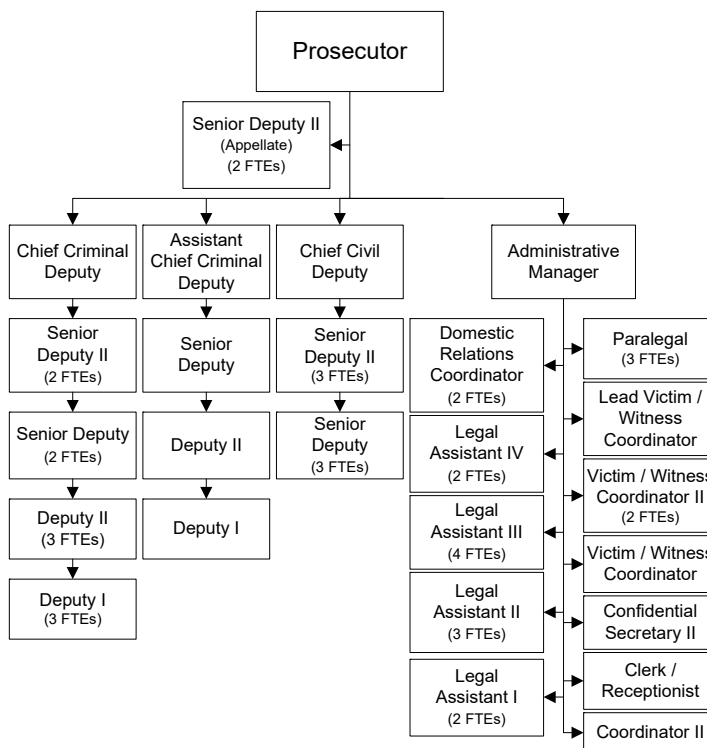 Prosecutor
Senior Deputy II
(Appellate)
(2 FTEs)
Chief Criminal
Deputy
Senior
Deputy II
(2 FTEs)
Senior Deputy
(2 FTEs)
Deputy II
(3 FTEs)
Deputy I
(3 FTEs)
Assistant
Chief Criminal
Deputy
Senior
Deputy
Deputy II
Deputy I
Chief Civil
Deputy
Senior
Deputy II
(3 FTEs)
Senior
Deputy
(3 FTEs)
Administrative
Manager
Domestic
Relations
Coordinator
(2 FTEs)
Legal
Assistant IV
(2 FTEs)
Legal
Assistant III
(4 FTEs)
Legal
Assistant II
(3 FTEs)
Legal
Assistant I
(2 FTEs)
Paralegal
(3 FTEs)
Lead Victim /
Witness
Coordinator
Victim / Witness
Coordinator II
(2 FTEs)
Victim / Witness
Coordinator
Confidential
Secretary II
Clerk /
Receptionist
Coordinator II